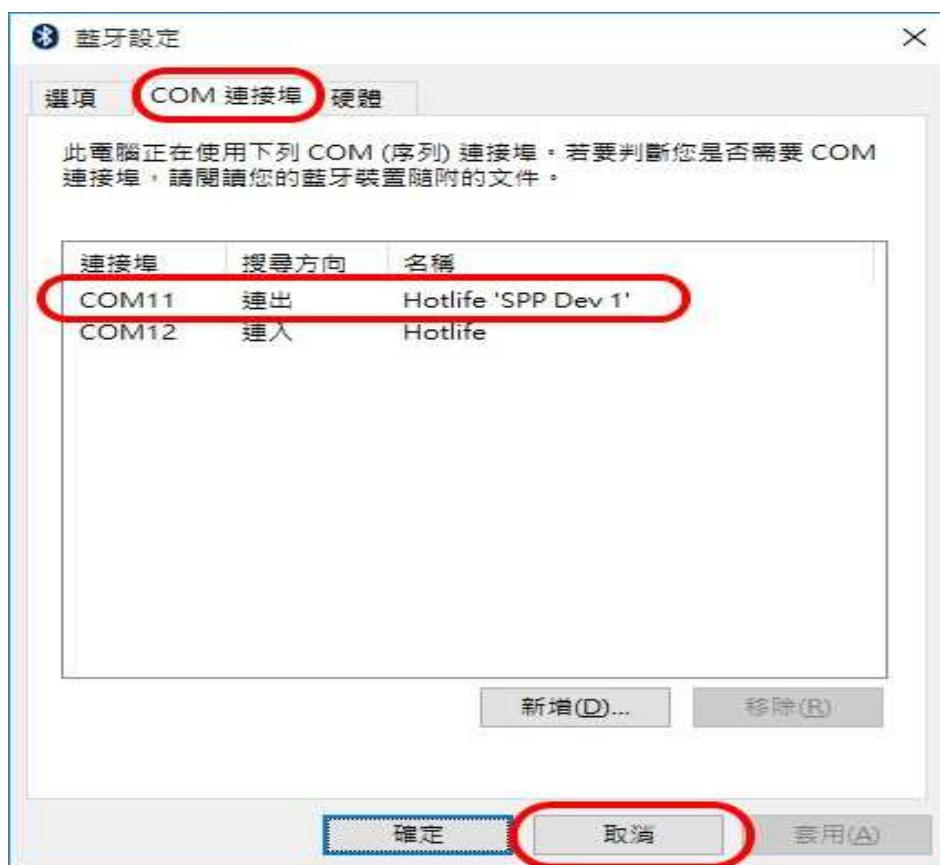 藍牙設定
選項 COM 連接埠 硬體
此電腦正在使用下列 COM (序列) 連接埠。若要判斷您是否需要 COM
連接埠，請閱讀您的藍牙裝置隨附的文件。
連接埠 搜尋方向 名稱
COM11 連出 Hotlife 'SPP Dev 1'
COM12 連入 Hotlife
新增(D)... 移除(R)
確定 取消 套用(A)